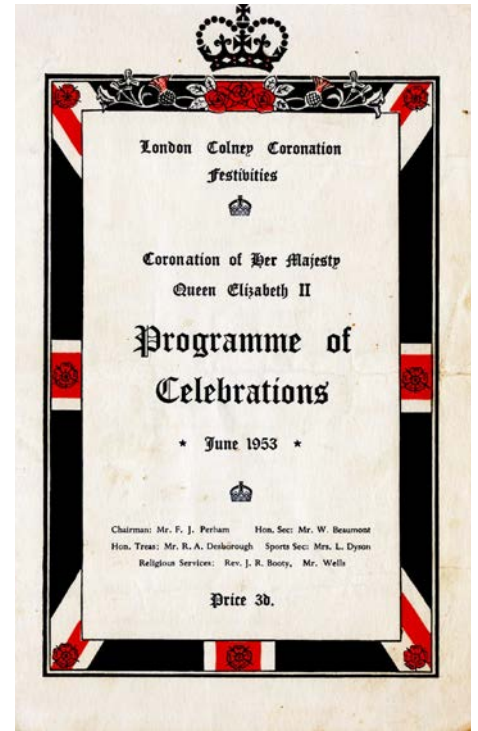 London Colney Coronation
Festivities
Coronation of Her Majesty
Queen Elizabeth II
Programme of
Celebrations
★ June 1953 ★
Chairman: Mr. F. J. Perham Hon. Sec: Mr. W. Beaumont
Hon. Treas: Mr. R. A. Desborough Sports Sec: Mrs. L. Dyson
Religious Services: Rev. J. R. Booty, Mr. Wells
Price 3d.